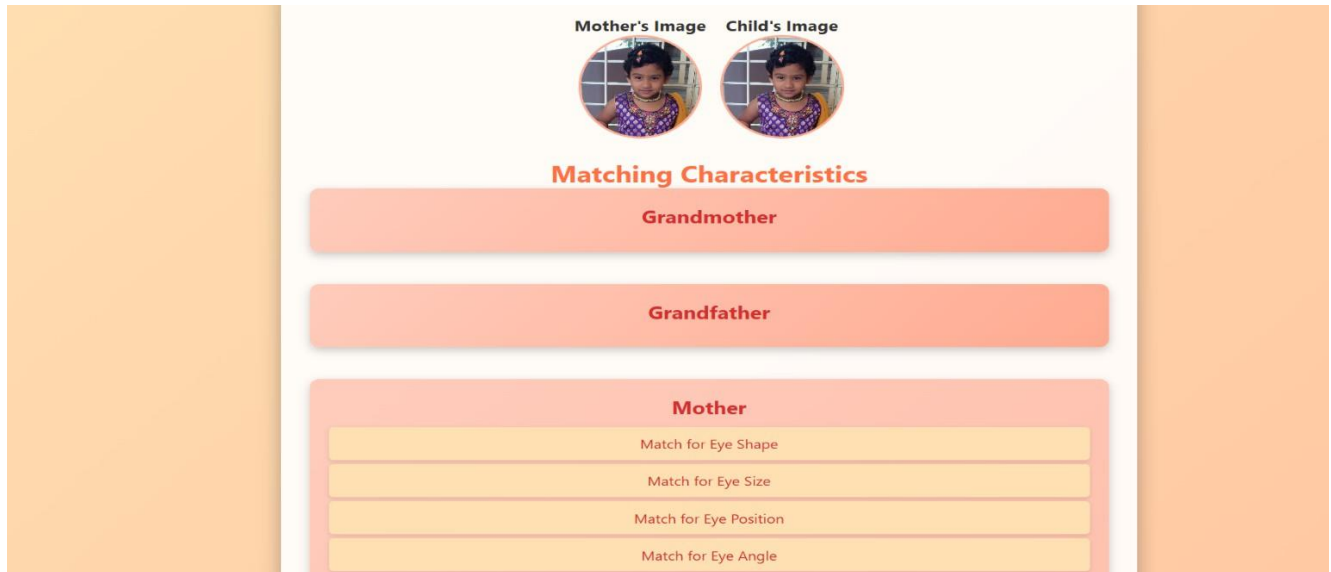 Mother's Image Child's Image
Matching Characteristics
Grandmother
Grandfather
Mother
Match for Eye Shape
Match for Eye Size
Match for Eye Position
Match for Eye Angle